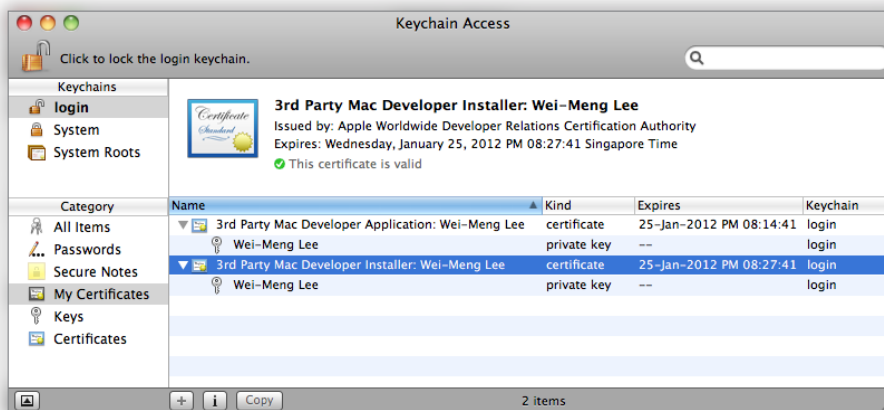 Keychain Access
Click to lock the login keychain.
Keychains
login
System
System Roots
Certificate
Standard
3rd Party Mac Developer Installer: Wei-Meng Lee
Issued by: Apple Worldwide Developer Relations Certification Authority
Expires: Wednesday, January 25, 2012 PM 08:27:41 Singapore Time
This certificate is valid
Category
All Items
Passwords
Secure Notes
My Certificates
Keys
Certificates
Name Kind Expires Keychain
3rd Party Mac Developer Application: Wei-Meng Lee certificate 25-Jan-2012 PM 08:14:41 login
Wei-Meng Lee private key -- login
3rd Party Mac Developer Installer: Wei-Meng Lee certificate 25-Jan-2012 PM 08:27:41 login
Wei-Meng Lee private key -- login
+ i Copy 2 items